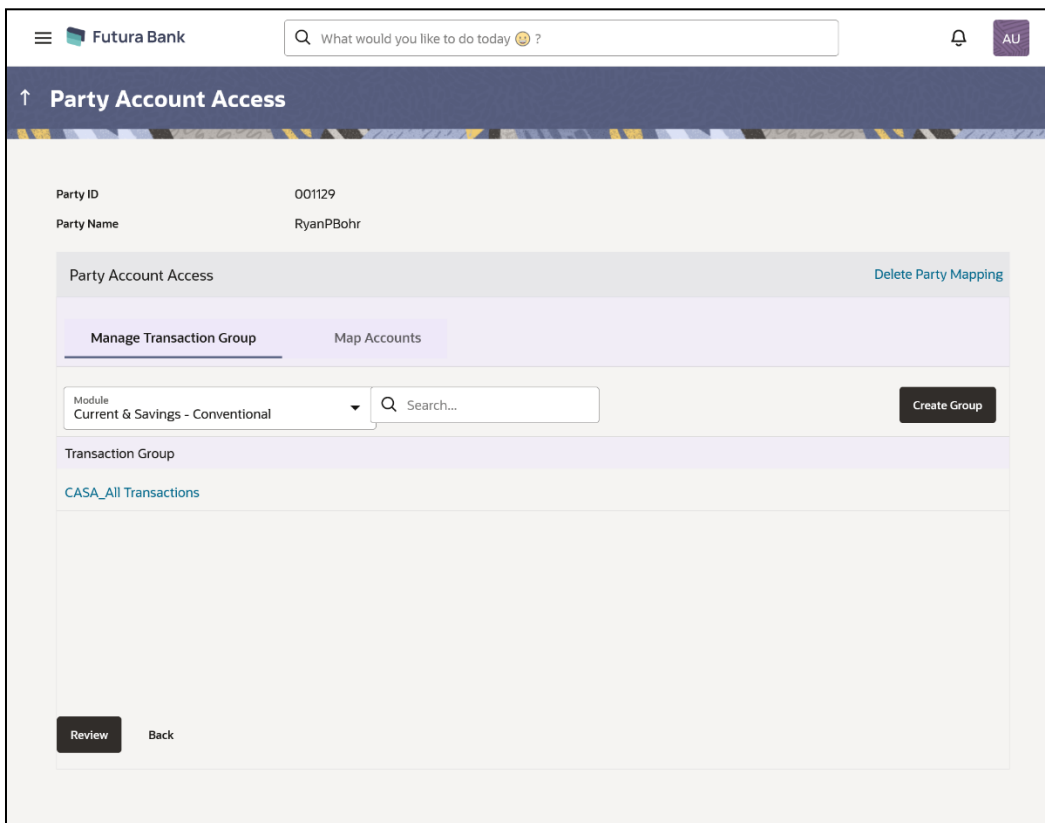 Futura Bank
What would you like to do today 😀 ?
AU
↑ Party Account Access
Party ID 001129
Party Name RyanPBohr
Party Account Access Delete Party Mapping
Manage Transaction Group Map Accounts
Module
Current & Savings - Conventional
Search...
Create Group
Transaction Group
CASA_All Transactions
Review Back